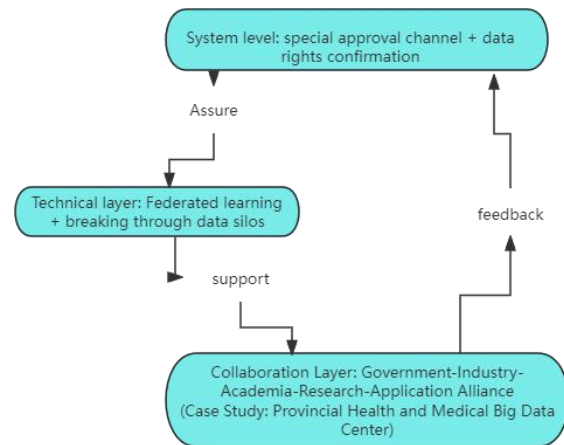 System level: special approval channel + data
rights confirmation
Assure
Technical layer: Federated learning
+ breaking through data silos
feedback
support
Collaboration Layer: Government-Industry-
Academia-Research-Application Alliance
(Case Study: Provincial Health and Medical Big Data
Center)